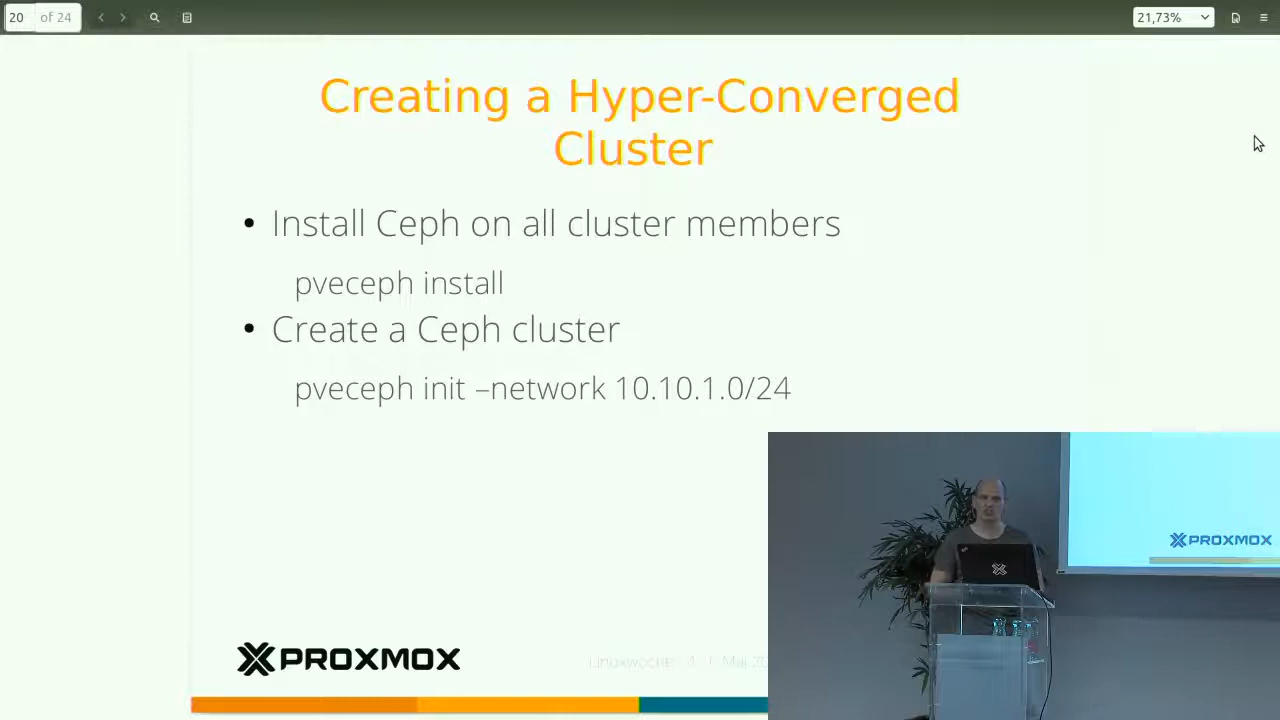 20 of 24
21,73%
Creating a Hyper-Converged
Cluster
• Install Ceph on all cluster members
pveceph install
• Create a Ceph cluster
pveceph init –network 10.10.1.0/24
PROXMOX
PROXMOX